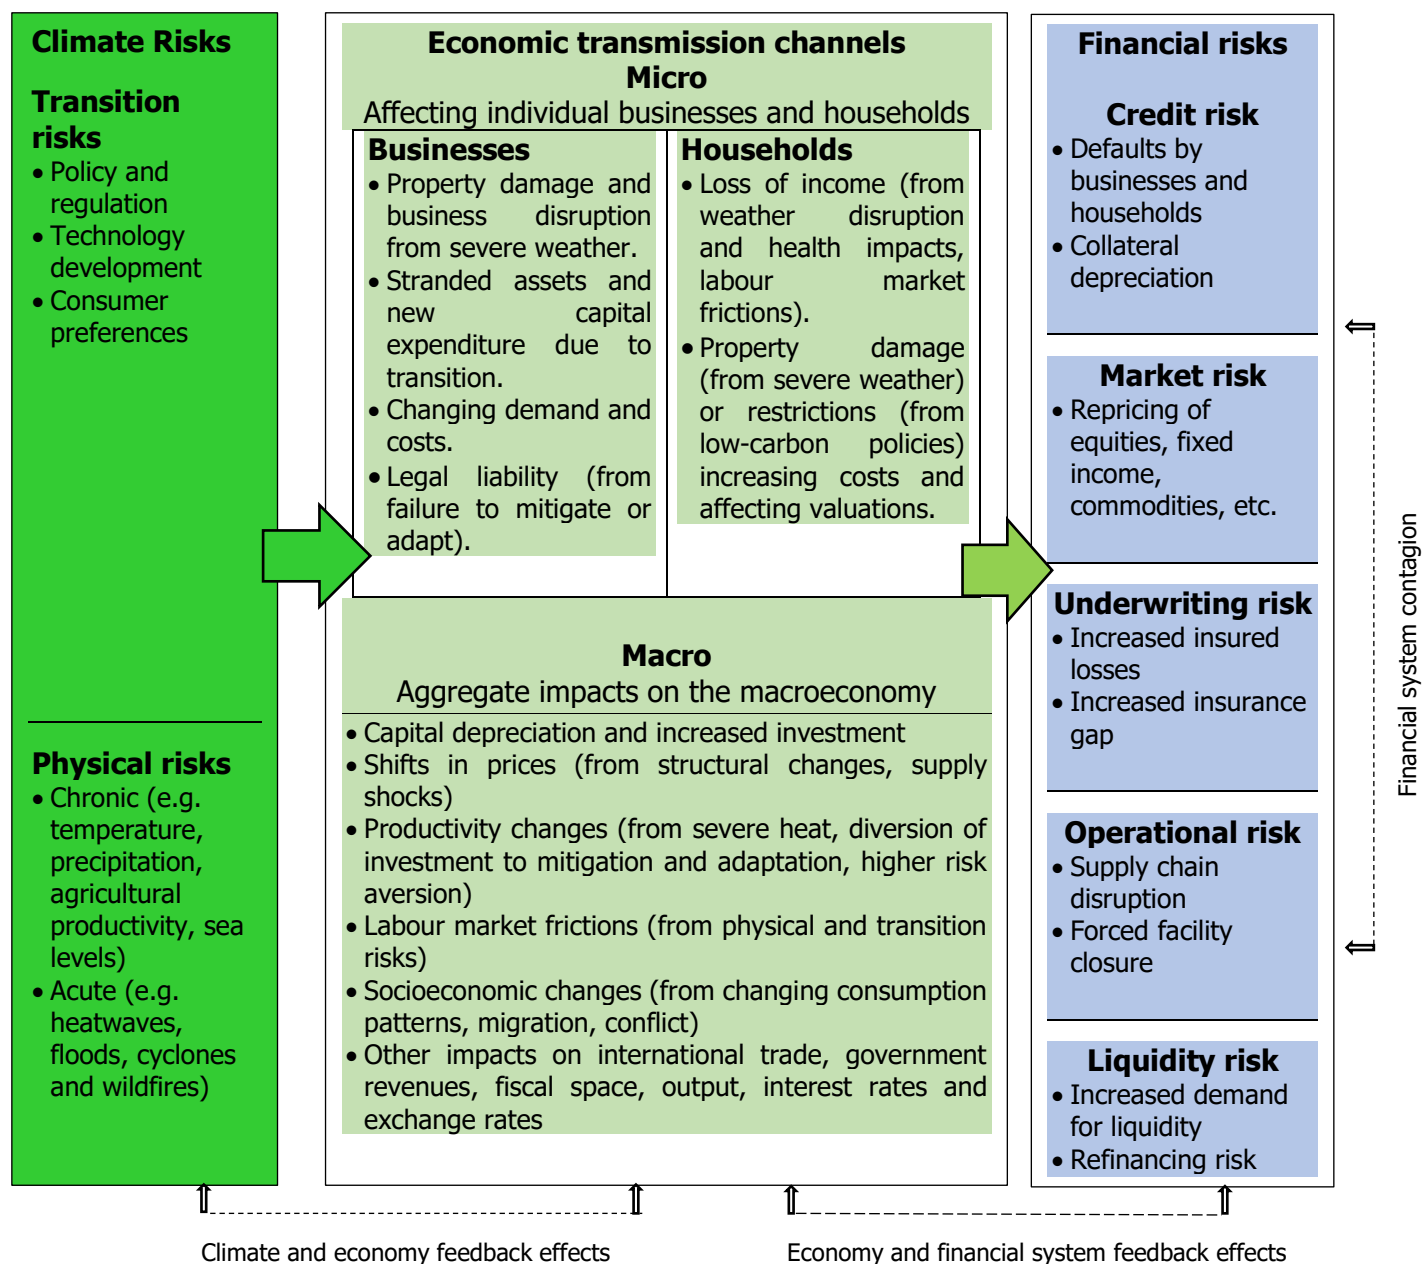 Climate Risks
Transition
risks
• Policy and
regulation
• Technology
development
• Consumer
preferences
Physical risks
• Chronic (e.g.
temperature,
precipitation,
agricultural
productivity, sea
levels)
• Acute (e.g.
heatwaves,
floods, cyclones
and wildfires)
Economic transmission channels
Micro
Affecting individual businesses and households
Businesses
• Property damage and
business disruption
from severe weather.
• Stranded assets and
new capital
expenditure due to
transition.
• Changing demand and
costs.
• Legal liability (from
failure to mitigate or
adapt).
Households
• Loss of income (from
weather disruption
and health impacts,
labour market
frictions).
• Property damage
(from severe weather)
or restrictions (from
low-carbon policies)
increasing costs and
affecting valuations.
Macro
Aggregate impacts on the macroeconomy
• Capital depreciation and increased investment
• Shifts in prices (from structural changes, supply
shocks)
• Productivity changes (from severe heat, diversion of
investment to mitigation and adaptation, higher risk
aversion)
• Labour market frictions (from physical and transition
risks)
• Socioeconomic changes (from changing consumption
patterns, migration, conflict)
• Other impacts on international trade, government
revenues, fiscal space, output, interest rates and
exchange rates
Financial risks
Credit risk
• Defaults by
businesses and
households
• Collateral
depreciation
Market risk
• Repricing of
equities, fixed
income,
commodities, etc.
Underwriting risk
• Increased insured
losses
• Increased insurance
gap
Operational risk
• Supply chain
disruption
• Forced facility
closure
Liquidity risk
• Increased demand
for liquidity
• Refinancing risk
Financial system contagion
Climate and economy feedback effects
Economy and financial system feedback effects